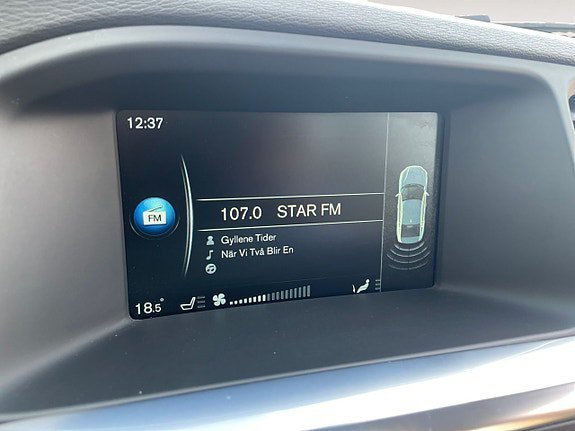 12:37
FM
107.0 STAR FM
Gyllene Tider
När Vi Två Blir En
18.5°